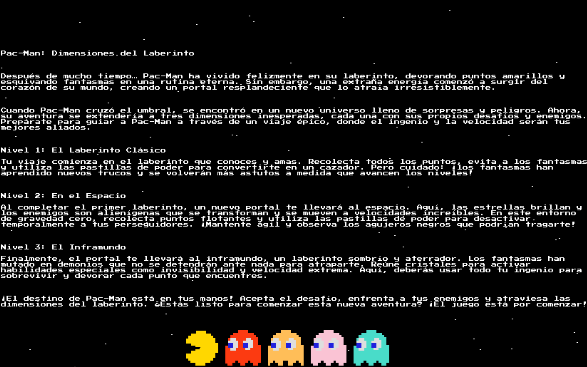 Pac-Man: Dimensiones del Laberinto
Después de mucho tiempo… Pac-Man ha vivido felizmente en su laberinto, devorando puntos amarillos y
esquivando fantasmas en una rutina eterna. Sin embargo, una extraña energía comenzó a surgir del
corazón de su mundo, creando un portal resplandeciente que lo atraía irresistiblemente.
Cuando Pac-Man cruzó el umbral, se encontró en un nuevo universo lleno de sorpresas y peligros. Ahora,
su aventura se extendería a tres dimensiones inesperadas, cada una con sus propios desafíos y enemigos.
Prepárate para guiar a Pac-Man a través de un viaje épico, donde el ingenio y la velocidad serán tus
mejores aliados.
Nivel 1: El Laberinto Clásico
Tu viaje comienza en el laberinto que conoces y amas. Recolecta todos los puntos, evita a los fantasmas
y utiliza las pastillas de poder para convertirte en un cazador. Pero cuidado: ¡los fantasmas han
aprendido nuevos trucos y se volverán más astutos a medida que avancen los niveles!
Nivel 2: En el Espacio
Al completar el primer laberinto, un nuevo portal te llevará al espacio. Aquí, las estrellas brillan y
los enemigos son alienígenas que se transforman y se mueven a velocidades increíbles. En este entorno
de gravedad cero, recolecta puntos flotantes y utiliza las pastillas de poder para desactivar
temporalmente a tus perseguidores. ¡Mantente ágil y observa los agujeros negros que podrían tragarte!
Nivel 3: El Inframundo
Finalmente, el portal te llevará al inframundo, un laberinto sombrío y aterrador. Los fantasmas han
mutado en demonios que no se detendrán ante nada para atraparte. Reúne cristales para activar
habilidades especiales como invisibilidad y velocidad extrema. Aquí, deberás usar todo tu ingenio para
sobrevivir y devorar cada punto que encuentres.
¡El destino de Pac-Man está en tus manos! Acepta el desafío, enfrenta a tus enemigos y atraviesa las
dimensiones del laberinto. ¿Estás listo para comenzar esta nueva aventura? ¡El juego está por comenzar!